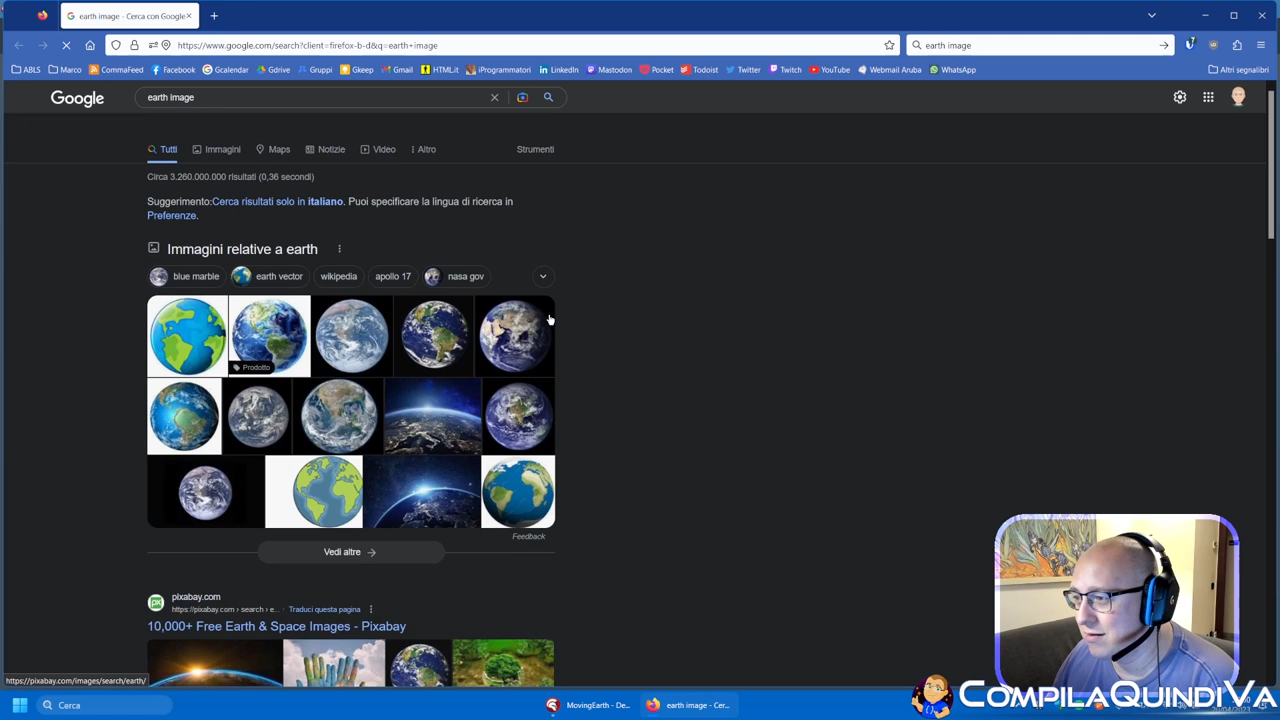 earth image - Cerca con Google
https://www.google.com/search?client=firefox-b-d&q=earth+image
earth image
ABLS Marco CommaFeed Facebook Gcalendar Gdrive Gruppi Gkeep Gmail HTML.it iProgrammatori LinkedIn Mastodon Pocket Todoist Twitter Twitch YouTube Webmail Aruba WhatsApp Altri segnalibri
Google
earth image
Tutti Immagini Maps Notizie Video Altro Strumenti
Circa 3.260.000.000 risultati (0,36 secondi)
Suggerimento:Cerca risultati solo in italiano. Puoi specificare la lingua di ricerca in
Preferenze.
Immagini relative a earth
blue marble earth vector wikipedia apollo 17 nasa gov
Prodotto
Feedback
Vedi altre
pixabay.com
https://pixabay.com › search › e... Traduci questa pagina
10,000+ Free Earth & Space Images - Pixabay
https://pixabay.com/images/search/earth/
Cerca
MovingEarth - De...
earth image - Cer...
COMPILAQUINDIVA